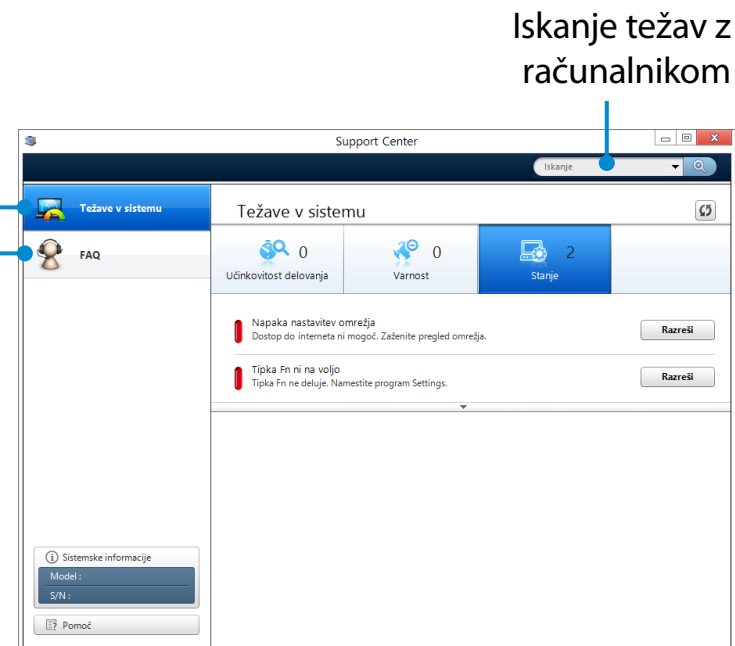 Iskanje težav z
računalnikom
Support Center
Iskanje
Težave v sistemu
FAQ
Težave v sistemu
0
Učinkovitost delovanja
0
Varnost
2
Stanje
Napaka nastavitev omrežja
Dostop do interneta ni mogoč. Zaženite pregled omrežja.
Razreši
Tipka Fn ni na voljo
Tipka Fn ne deluje. Namestite program Settings.
Razreši
Sistemske informacije
Model :
S/N :
Pomoč